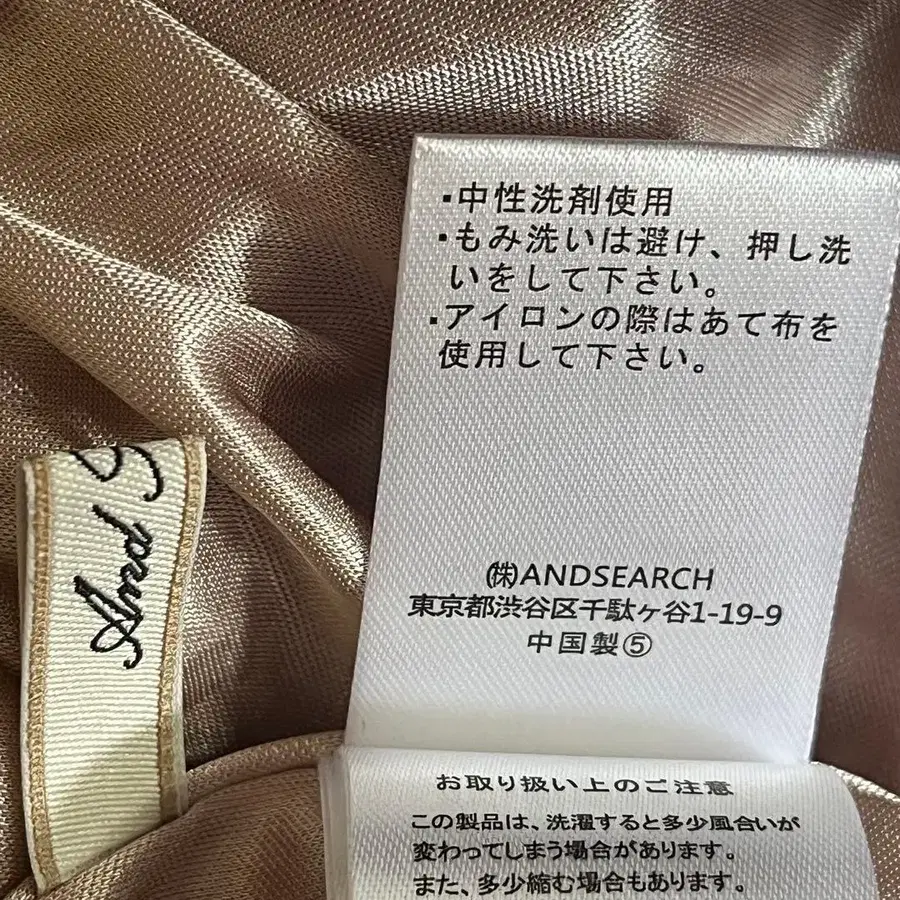 ・中性洗剤使用
・もみ洗いは避け、押し洗
いをして下さい。
・アイロンの際はあて布を
使用して下さい。
㈱ANDSEARCH
東京都渋谷区千駄ヶ谷1-19-9
中国製⑤
And
お取り扱い上のご注意
この製品は、洗濯すると多少風合いが
変わってしまう場合があります。
また、多少縮む場合もあります。